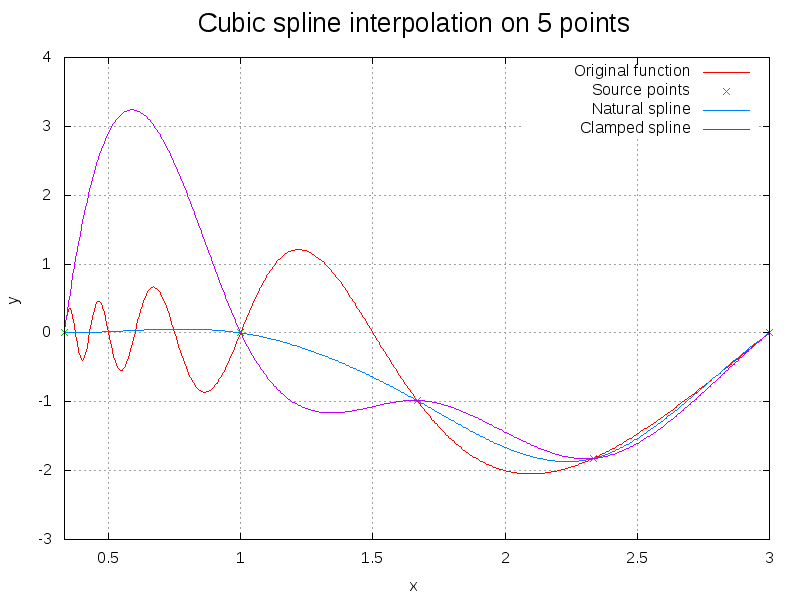 Cubic spline interpolation on 5 points
Original function
Source points
Natural spline
Clamped spline
4
3
2
1
0
-1
-2
-3
y
0.5 1 1.5 2 2.5 3
x